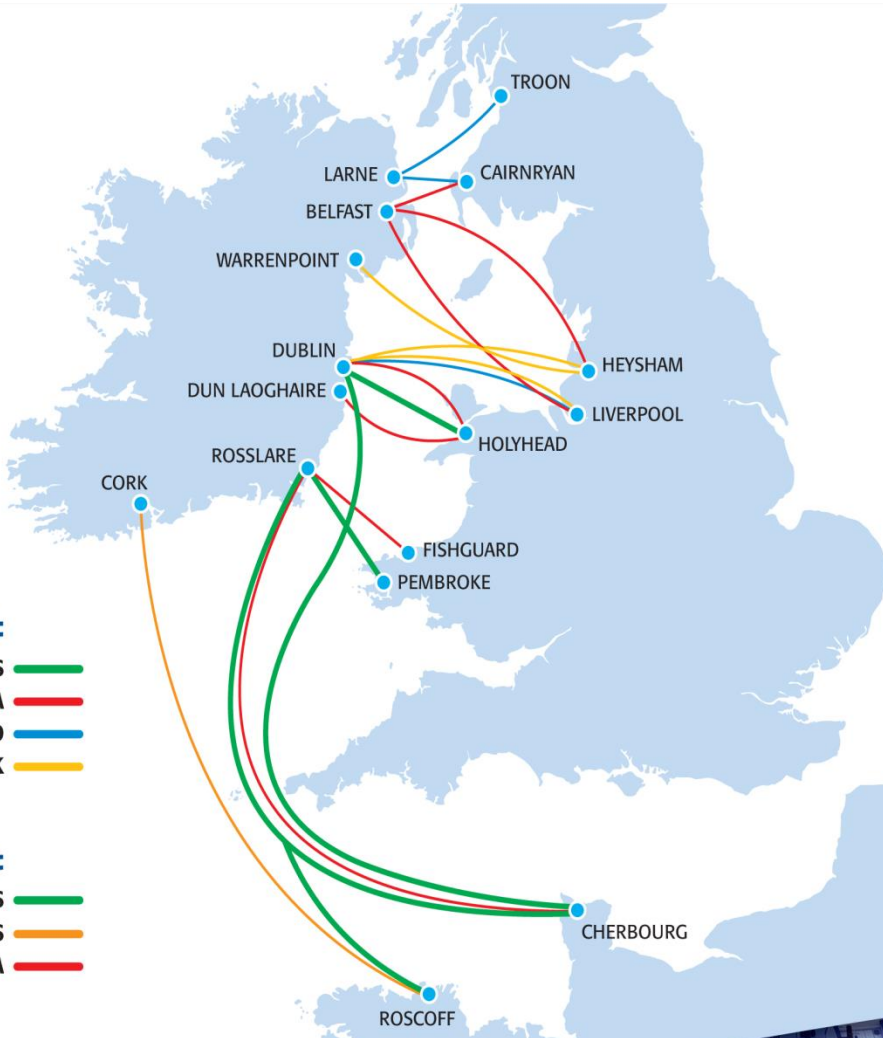 TROON
LARNE
CAIRNRYAN
BELFAST
WARRENPOINT
DUBLIN
HEYSHAM
DUN LAOGHAIRE
LIVERPOOL
HOLYHEAD
ROSSLARE
CORK
FISHGUARD
PEMBROKE
CHERBOURG
ROSCOFF